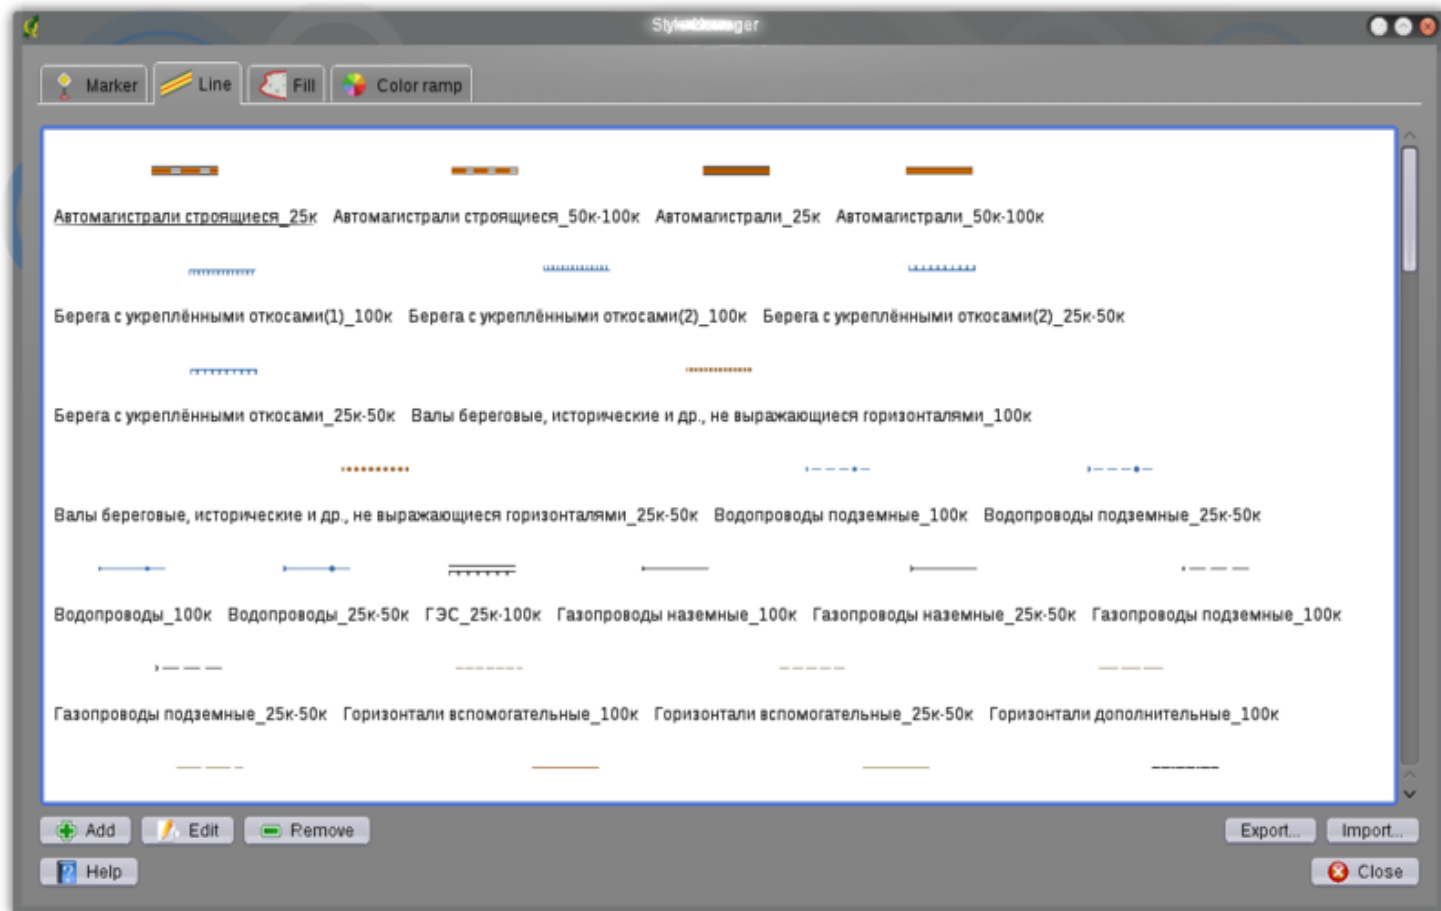 Style Manager
Marker Line Fill Color ramp
Автомагистрали строящиеся_25к Автомагистрали строящиеся_50к-100к Автомагистрали_25к Автомагистрали_50к-100к
Берега с укреплёнными откосами(1)_100к Берега с укреплёнными откосами(2)_100к Берега с укреплёнными откосами(2)_25к-50к
Берега с укреплёнными откосами_25к-50к Валы береговые, исторические и др., не выражающиеся горизонталями_100к
Валы береговые, исторические и др., не выражающиеся горизонталями_25к-50к Водопроводы подземные_100к Водопроводы подземные_25к-50к
Водопроводы_100к Водопроводы_25к-50к ГЭС_25к-100к Газопроводы наземные_100к Газопроводы наземные_25к-50к Газопроводы подземные_100к
Газопроводы подземные_25к-50к Горизонтали вспомогательные_100к Горизонтали вспомогательные_25к-50к Горизонтали дополнительные_100к
Add Edit Remove Export... Import...
Help Close